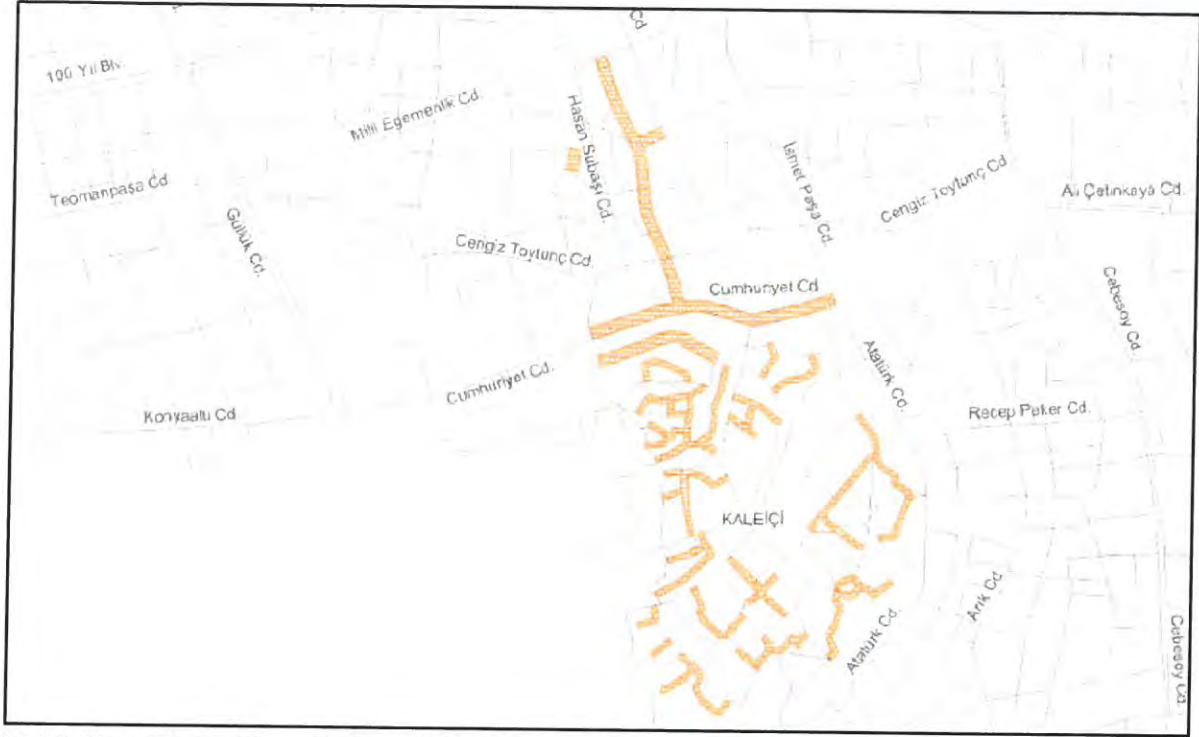 Cd
100 Yıl Blv.
Milli Egemenlik Cd.
Hasan Subaşı Cd.
İsmet Paşa Cd.
Teomanpaşa Cd.
Cengiz Toytunç Cd.
Ali Çetinkaya Cd.
Güllük Cd.
Cengiz Toytunç Cd.
Cumhuriyet Cd.
Cebesoy Cd.
Atatürk Cd.
Cumhuriyet Cd.
Konyaaltı Cd.
Recep Peker Cd.
KALEİÇİ
Arık Cd.
Atatürk Cd.
Cebesoy Cd.